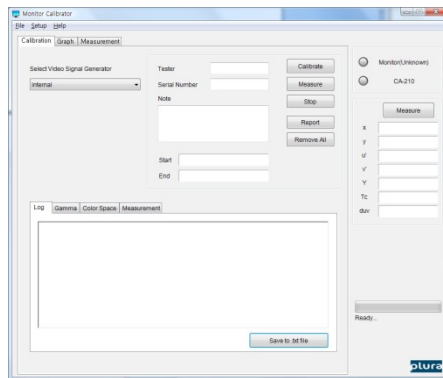 Monitor Calibrator
File Setup Help
Calibration Graph Measurement
Select Video Signal Generator
Internal
Tester
Serial Number
Note
Start
End
Calibrate
Measure
Stop
Report
Remove All
Monitor(Unknown)
CA-210
Measure
x
y
u'
v'
Y
Tc
duv
Log Gamma Color Space Measurement
Save to .txt file
Ready...
plura